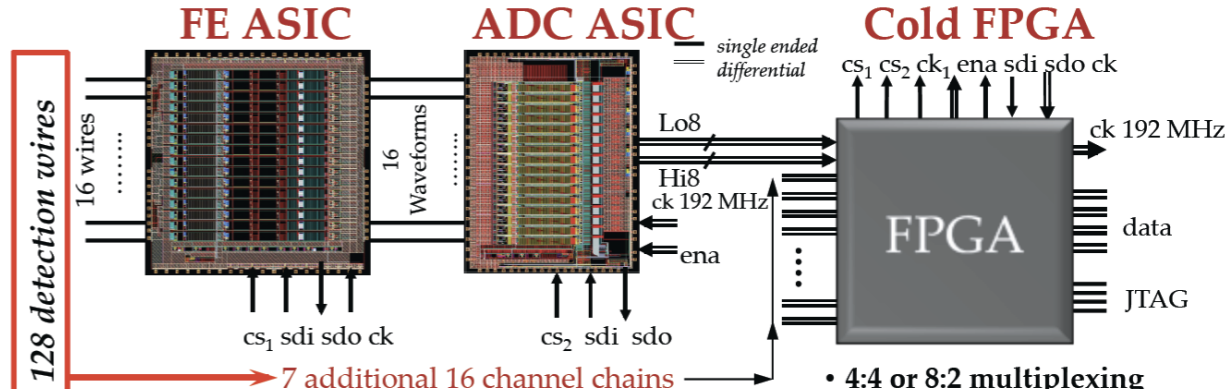 FE ASIC
ADC ASIC
Cold FPGA
single ended
differential
cs1 cs2 ck1 ena sdi sdo ck
128 detection wires
16 wires
........
16
Waveforms
........
Lo8
Hi8
ck 192 MHz
ena
FPGA
ck 192 MHz
data
JTAG
cs1 sdi sdo ck
cs2 sdi sdo
7 additional 16 channel chains
• 4:4 or 8:2 multiplexing